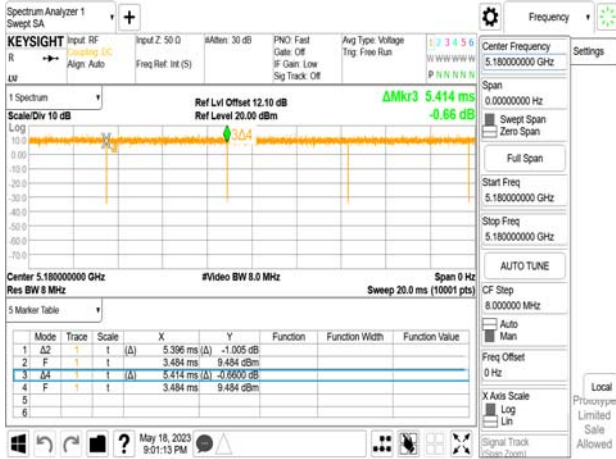 Spectrum Analyzer 1
Swept SA
+
Frequency
KEYSIGHT Input: RF Input Z: 50 Ω #Atten: 30 dB PNO: Fast Avg Type: Voltage 1 2 3 4 5 6
R Coupling: DC Gate: Off Trig: Free Run
Align: Auto Freq Ref: Int (S) IF Gain: Low W W W W W W
Sig Track: Off P N N N N N
LXI
1 Spectrum Ref Lvl Offset 12.10 dB ΔMkr3 5.414 ms
Scale/Div 10 dB Ref Level 20.00 dBm -0.66 dB
Log
10.0
0.00
-10.0
-20.0
-30.0
-40.0
-50.0
-60.0
-70.0
3Δ4
Center 5.180000000 GHz #Video BW 8.0 MHz Span 0 Hz
Res BW 8 MHz Sweep 20.0 ms (10001 pts)
5 Marker Table
Mode Trace Scale X Y Function Function Width Function Value
1 Δ2 1 t (Δ) 5.396 ms (Δ) -1.005 dB
2 F 1 t 3.484 ms 9.484 dBm
3 Δ4 1 t (Δ) 5.414 ms (Δ) -0.6600 dB
4 F 1 t 3.484 ms 9.484 dBm
5
6
May 18, 2023
9:01:13 PM
?
Center Frequency
5.180000000 GHz
Settings
Span
0.00000000 Hz
Swept Span
Zero Span
Full Span
Start Freq
5.180000000 GHz
Stop Freq
5.180000000 GHz
AUTO TUNE
CF Step
8.000000 MHz
Auto
Man
Freq Offset
0 Hz
X Axis Scale
Log
Lin
Signal Track
(Span Zoom)
Local
Prototype
Limited
Sale
Allowed